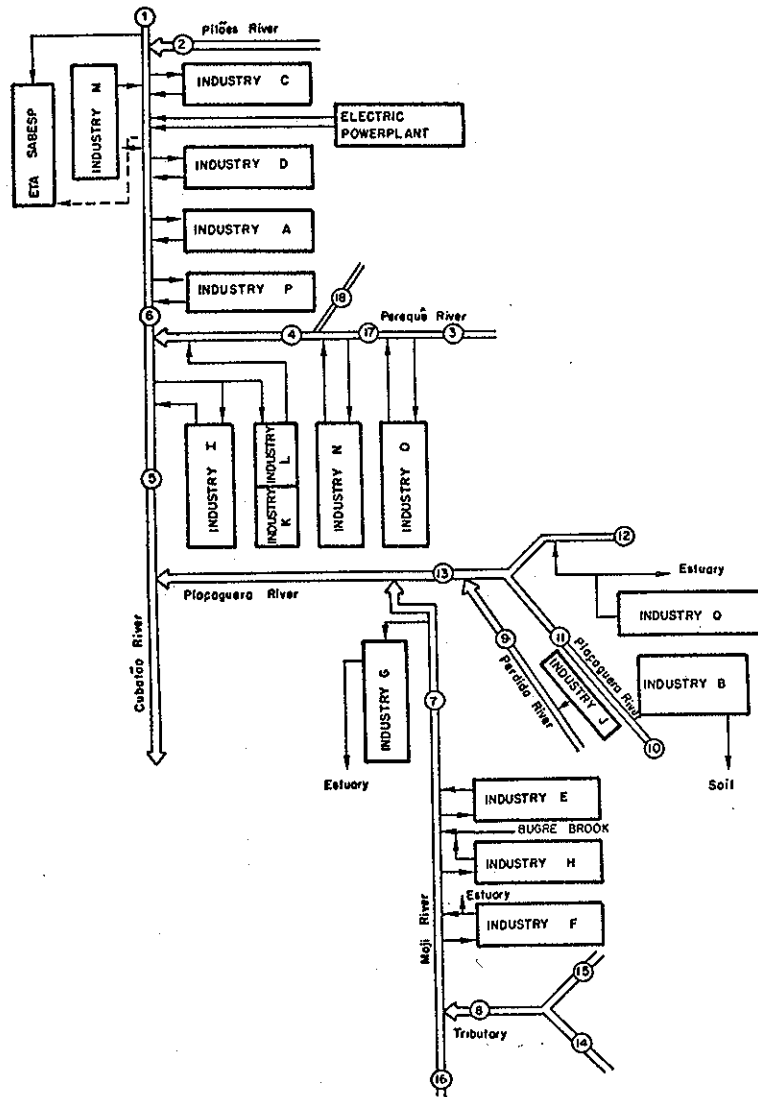 1
2
Pilões River
INDUSTRY C
INDUSTRY M
ETA SABESP
ELECTRIC
POWERPLANT
INDUSTRY D
INDUSTRY A
INDUSTRY P
6
18
Perequê River
4
17
3
INDUSTRY I
INDUSTRY L
INDUSTRY K
INDUSTRY N
INDUSTRY O
5
12
13
Estuary
Piaçaguera River
INDUSTRY O
11
9
Piaçaguera River
Perdido River
INDUSTRY J
INDUSTRY B
10
INDUSTRY G
7
Cubatão River
Estuary
Soil
INDUSTRY E
BUGRE BROOK
INDUSTRY H
Estuary
INDUSTRY F
Moji River
15
8
Tributary
14
16